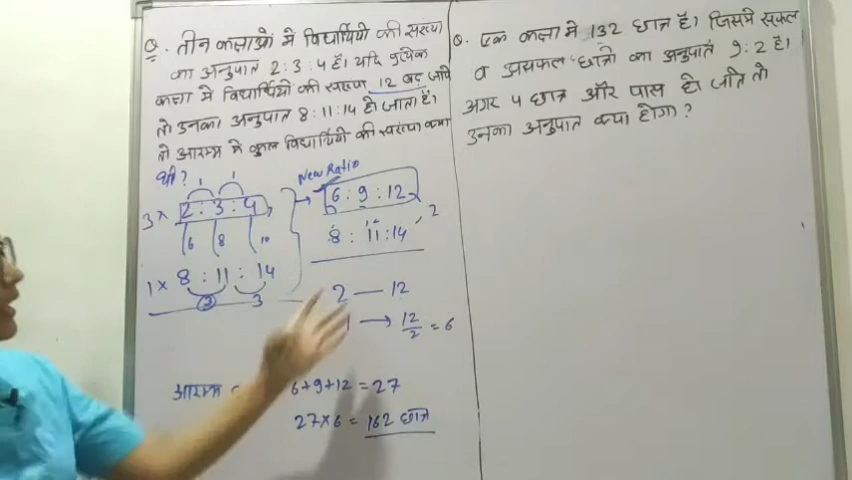 Q. तीन कक्षाओं में विद्यार्थियों की संख्या
का अनुपात 2:3:4 है। यदि प्रत्येक
कक्षा में विद्यार्थियों की संख्या 12 बढ़ जाये
तो उनका अनुपात 8:11:14 हो जाता है।
तो आरम्भ में कुल विद्यार्थियों की संख्या क्या
थी?
1 1
3× 2:3:4
6 8 10
1× 8:11:14
3 3
New Ratio
6:9:12
8:11:14 2
2 — 12
1 → 12/2 = 6
आरम्भ
6+9+12 = 27
27×6 = 162 छात्र
Q. एक कक्षा में 132 छात्र है। जिसमें सफल
व असफल छात्रों का अनुपात 9:2 है।
अगर 4 छात्र और पास हो जाते तो
उनका अनुपात क्या होगा?